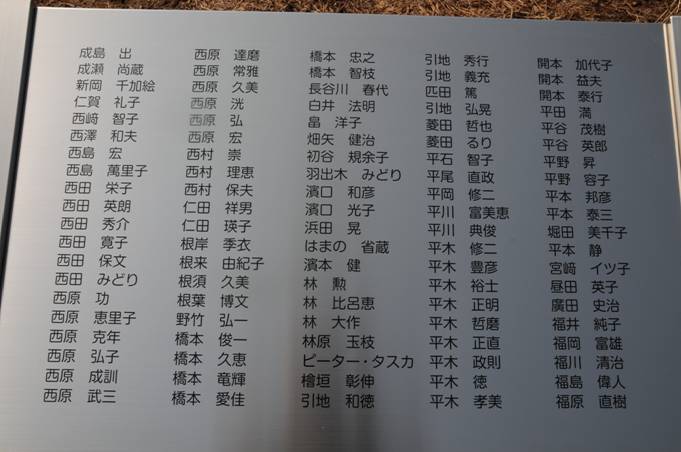 成島　出
成瀬　尚蔵
新岡　千加絵
仁賀　礼子
西﨑　智子
西澤　和夫
西島　宏
西島　萬里子
西田　栄子
西田　英朗
西田　秀介
西田　寛子
西田　保文
西田　みどり
西原　功
西原　恵里子
西原　克年
西原　弘子
西原　成訓
西原　武三
西原　達磨
西原　常雅
西原　久美
西原　洸
西原　弘
西原　宏
西村　崇
西村　理恵
西村　保夫
仁田　祥男
仁田　瑛子
根岸　季衣
根来　由紀子
根須　久美
根葉　博文
野竹　弘一
橋本　俊一
橋本　久恵
橋本　竜輝
橋本　愛佳
橋本　忠之
橋本　智枝
長谷川　春代
白井　法明
畠　洋子
畑矢　健治
初谷　規余子
羽出木　みどり
濱口　和彦
濱口　光子
浜田　晃
はまの　省蔵
濱本　健
林　勲
林　比呂恵
林　大作
林原　玉枝
ピーター・タスカ
檜垣　彰伸
引地　和徳
引地　秀行
引地　義充
匹田　篤
引地　弘晃
菱田　哲也
菱田　るり
平石　智子
平尾　直政
平岡　修二
平川　富美恵
平川　典俊
平木　修二
平木　豊彦
平木　裕士
平木　正明
平木　哲磨
平木　正直
平木　政則
平木　徳
平木　孝美
開本　加代子
開本　益夫
開本　泰行
平田　満
平谷　茂樹
平谷　英郎
平野　昇
平野　容子
平本　邦彦
平本　泰三
堀田　美千子
平本　静
宮﨑　イツ子
昼田　英子
廣田　史治
福井　純子
福岡　富雄
福川　清治
福島　偉人
福原　直樹